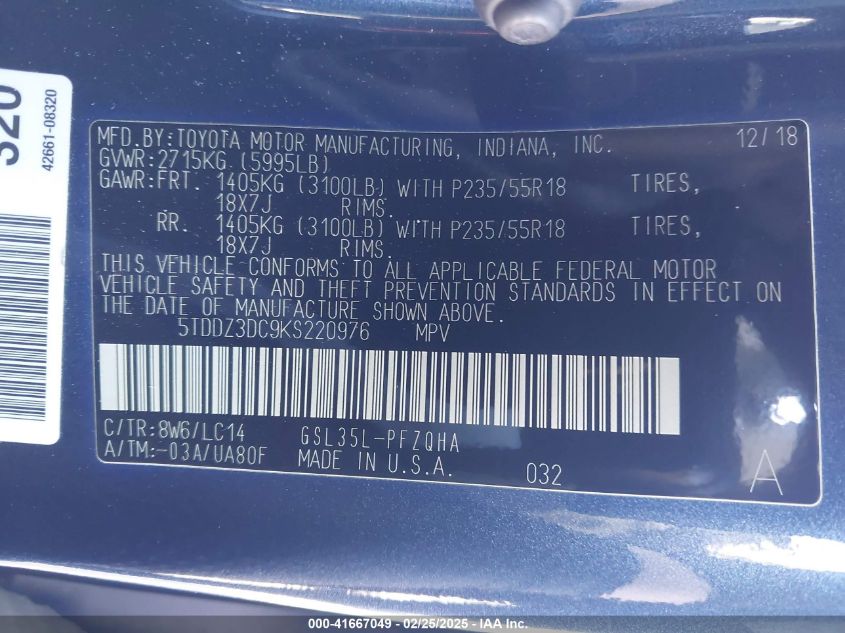 320
42661-08320
MFD.BY:TOYOTA MOTOR MANUFACTURING, INDIANA, INC. 12/18
GVWR:2715KG (5995LB)
GAWR:FRT. 1405KG (3100LB) WITH P235/55R18 TIRES,
18X7J RIMS.
RR. 1405KG (3100LB) WITH P235/55R18 TIRES,
18X7J RIMS.
THIS VEHICLE CONFORMS TO ALL APPLICABLE FEDERAL MOTOR
VEHICLE SAFETY AND THEFT PREVENTION STANDARDS IN EFFECT ON
THE DATE OF MANUFACTURE SHOWN ABOVE.
5TDDZ3DC9KS220976 MPV
C/TR:8W6/LC14 GSL35L-PFZQHA
A/TM:-03A/UA80F MADE IN U.S.A. 032 A
000-41667049 - 02/25/2025 - IAA Inc.